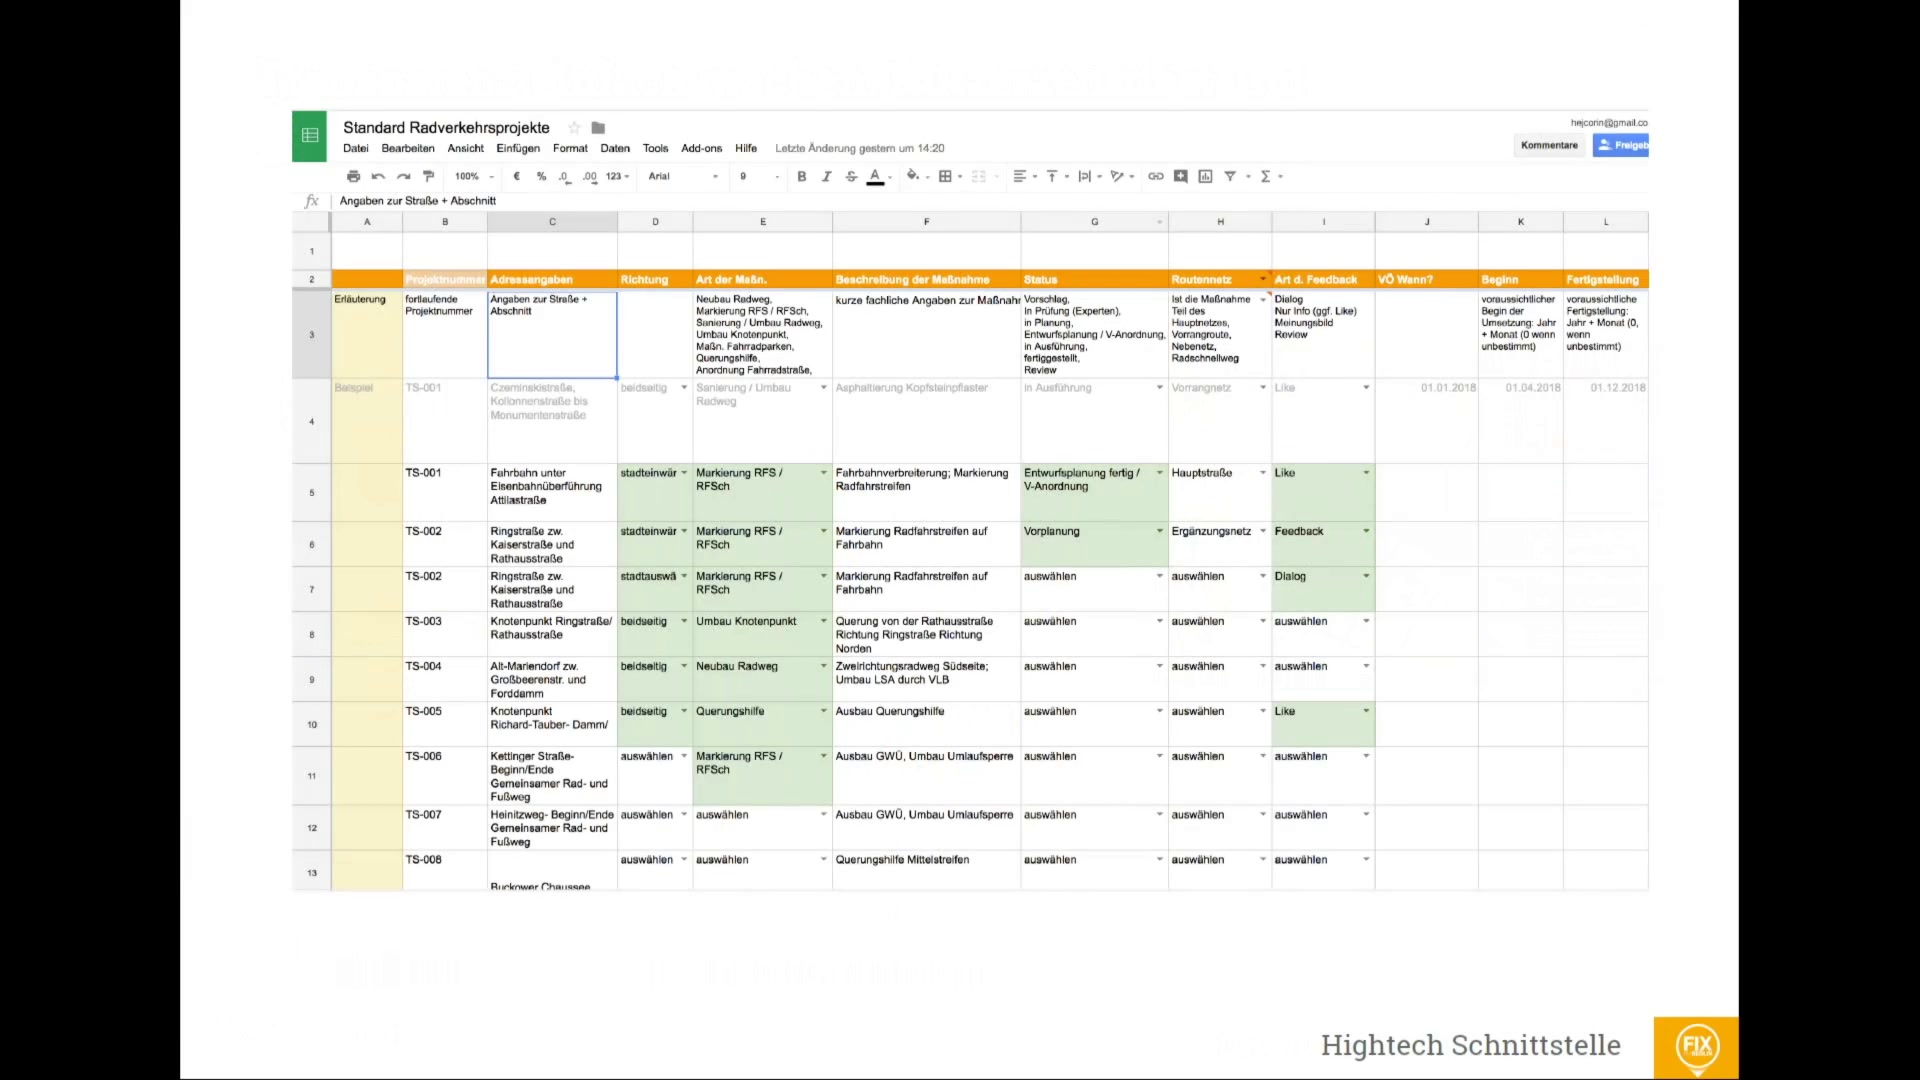 Standard Radverkehrsprojekte
hejcorin@gmail.co
Datei Bearbeiten Ansicht Einfügen Format Daten Tools Add-ons Hilfe Letzte Änderung gestern um 14:20
Kommentare Freigeb
100% € % .0 .00 123 Arial 9 B I S A Σ
fx Angaben zur Straße + Abschnitt
A B C D E F G H I J K L
1
2 Projektnummer Adressangaben Richtung Art der Maßn. Beschreibung der Maßnahme Status Routennetz Art d. Feedback VÖ Wann? Beginn Fertigstellung
3
Erläuterung
fortlaufende
Projektnummer
Angaben zur Straße +
Abschnitt
Neubau Radweg,
Markierung RFS / RFSch,
Sanierung / Umbau Radweg,
Umbau Knotenpunkt,
Maßn. Fahrradparken,
Querungshilfe,
Anordnung Fahrradstraße,
kurze fachliche Angaben zur Maßnahr
Vorschlag,
In Prüfung (Experten),
in Planung,
Entwurfsplanung / V-Anordnung,
in Ausführung,
fertiggestellt,
Review
Ist die Maßnahme
Teil des
Hauptnetzes,
Vorrangroute,
Nebenetz,
Radschnellweg
Dialog
Nur Info (ggf. Like)
Meinungsbild
Review
voraussichtlicher
Begin der
Umsetzung: Jahr
+ Monat (0 wenn
unbestimmt)
voraussichtliche
Fertigstellung:
Jahr + Monat (0,
wenn
unbestimmt)
4
Beispiel
TS-001
Czeminskistraße,
Kollonnenstraße bis
Monumentenstraße
beidseitig
Sanierung / Umbau
Radweg
Asphaltierung Kopfsteinpflaster
In Ausführung
Vorrangnetz
Like
01.01.2018
01.04.2018
01.12.2018
5
TS-001
Fahrbahn unter
Eisenbahnüberführung
Attilastraße
stadteinwär
Markierung RFS /
RFSch
Fahrbahnverbreiterung; Markierung
Radfahrstreifen
Entwurfsplanung fertig /
V-Anordnung
Hauptstraße
Like
6
TS-002
Ringstraße zw.
Kaiserstraße und
Rathausstraße
stadteinwär
Markierung RFS /
RFSch
Markierung Radfahrstreifen auf
Fahrbahn
Vorplanung
Ergänzungsnetz
Feedback
7
TS-002
Ringstraße zw.
Kaiserstraße und
Rathausstraße
stadtauswä
Markierung RFS /
RFSch
Markierung Radfahrstreifen auf
Fahrbahn
auswählen
auswählen
Dialog
8
TS-003
Knotenpunkt Ringstraße/
Rathausstraße
beidseitig
Umbau Knotenpunkt
Querung von der Rathausstraße
Richtung Ringstraße Richtung
Norden
auswählen
auswählen
auswählen
9
TS-004
Alt-Mariendorf zw.
Großbeerenstr. und
Forddamm
beidseitig
Neubau Radweg
Zweirichtungsradweg Südseite;
Umbau LSA durch VLB
auswählen
auswählen
auswählen
10
TS-005
Knotenpunkt
Richard-Tauber- Damm/
beidseitig
Querungshilfe
Ausbau Querungshilfe
auswählen
auswählen
Like
11
TS-006
Kettinger Straße-
Beginn/Ende
Gemeinsamer Rad- und
Fußweg
auswählen
Markierung RFS /
RFSch
Ausbau GWÜ, Umbau Umlaufsperre
auswählen
auswählen
auswählen
12
TS-007
Heinitzweg- Beginn/Ende
Gemeinsamer Rad- und
Fußweg
auswählen
auswählen
Ausbau GWÜ, Umbau Umlaufsperre
auswählen
auswählen
auswählen
13
TS-008
Buckower Chaussee
auswählen
auswählen
Querungshilfe Mittelstreifen
auswählen
auswählen
auswählen
Hightech Schnittstelle
FIX